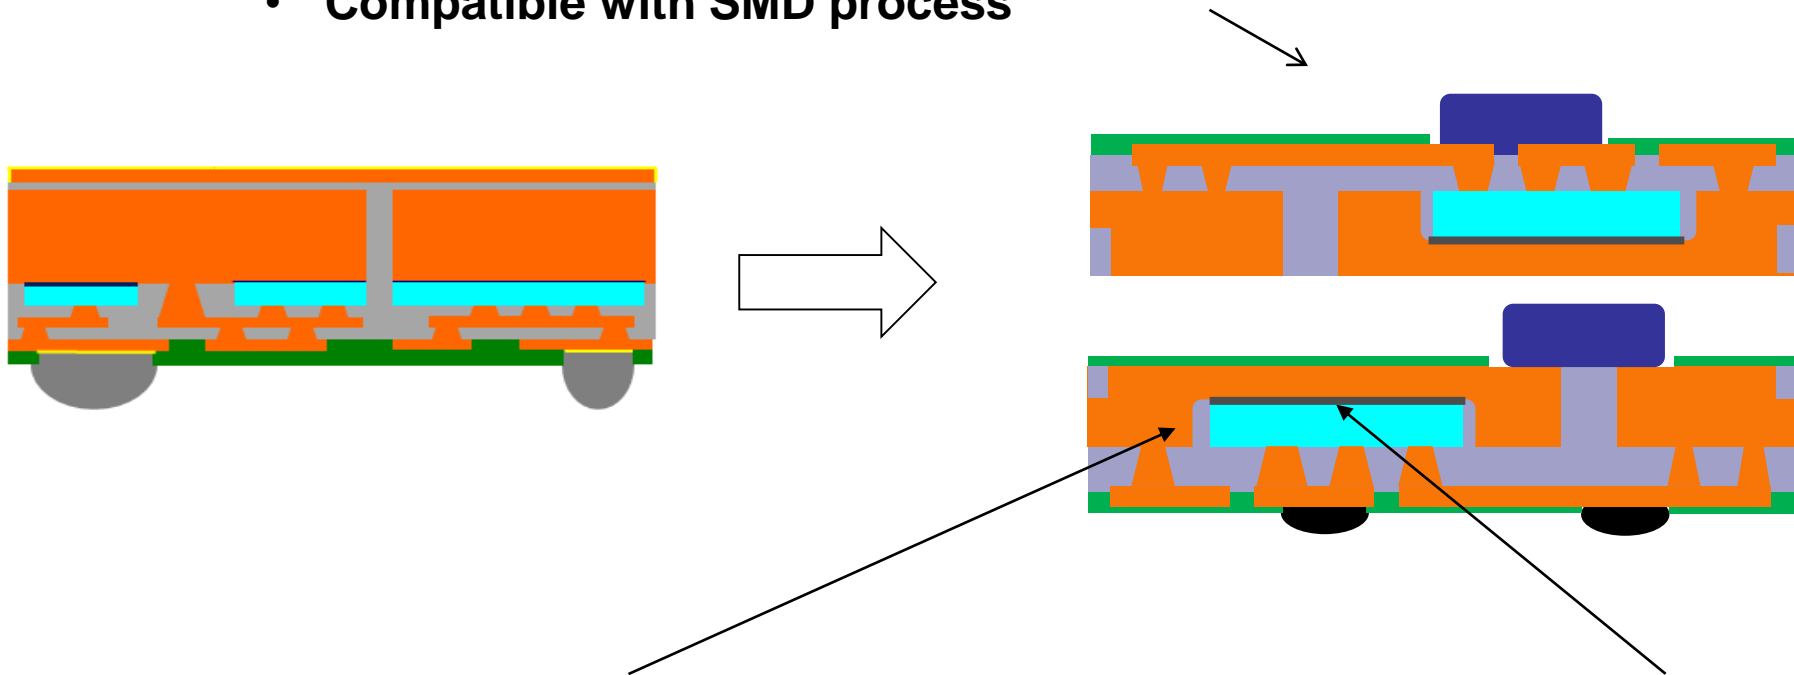 • Compatible with SMD process